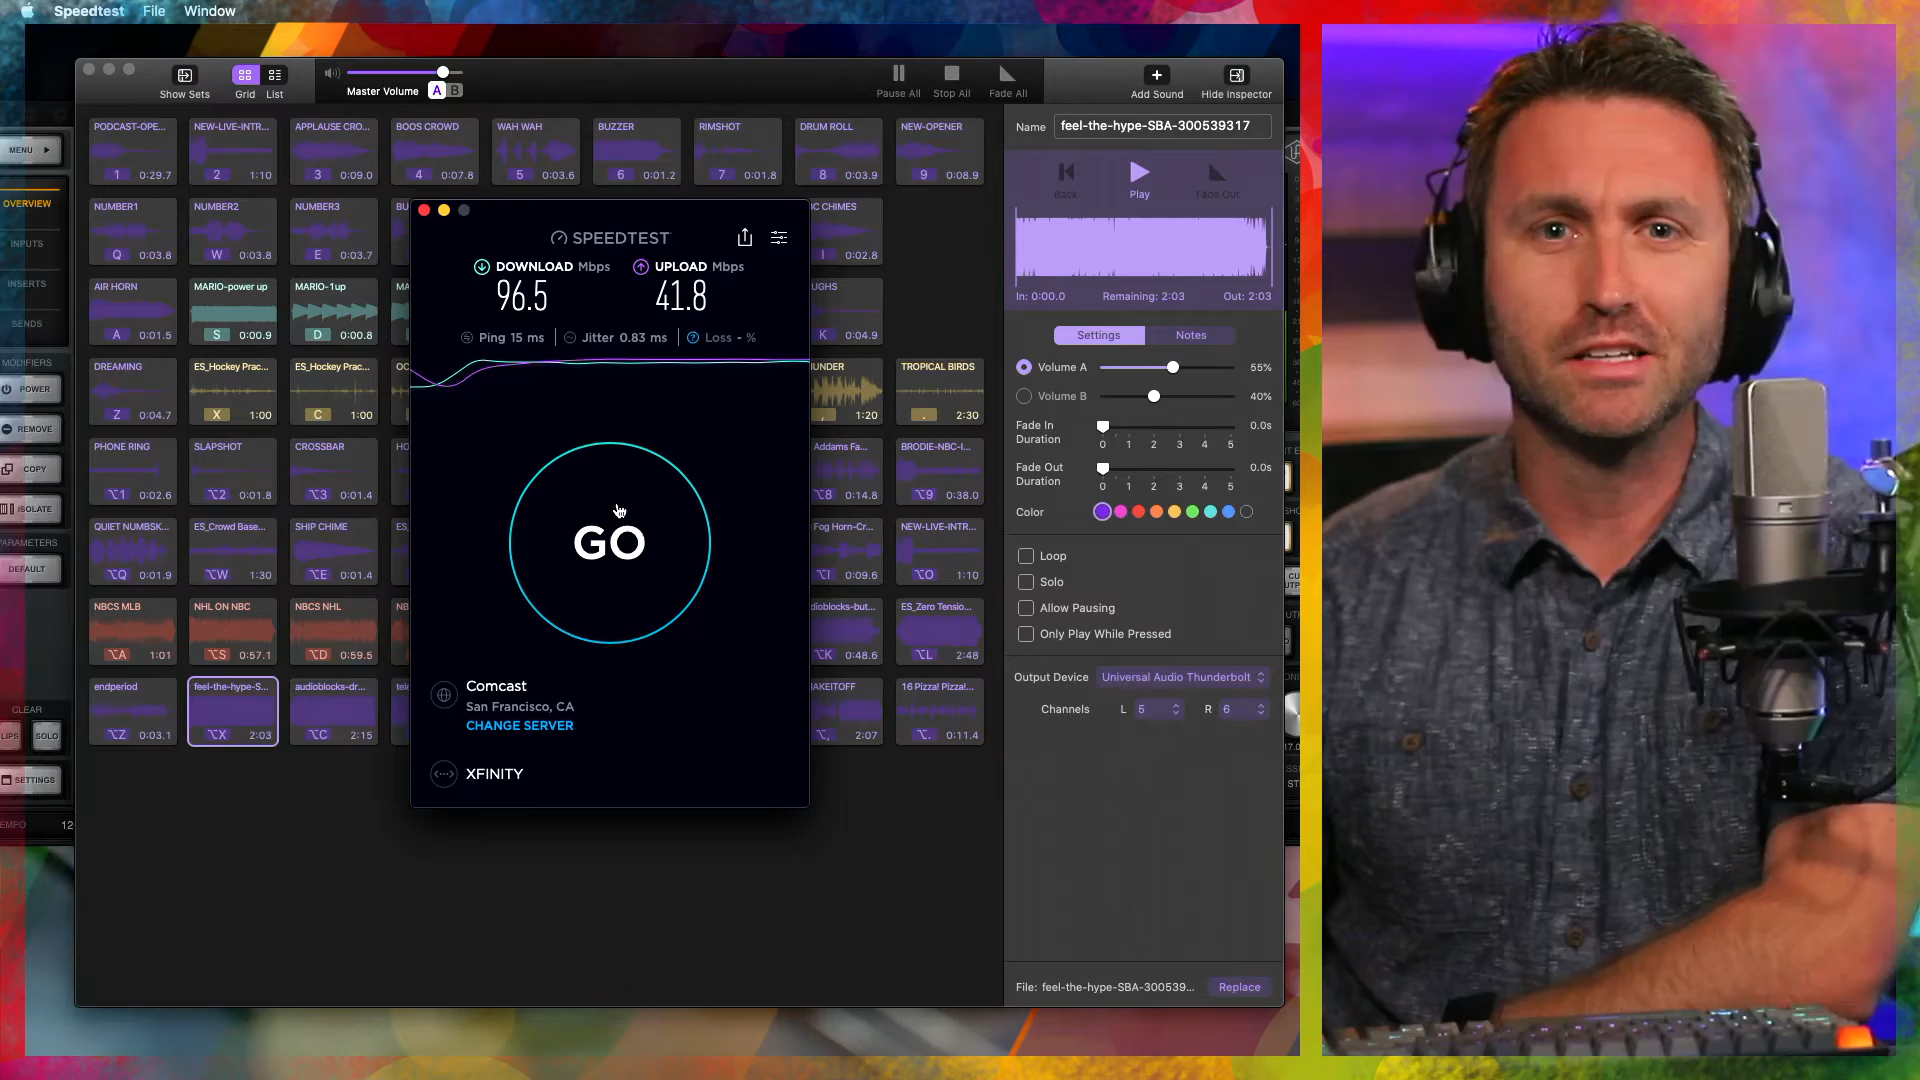 Speedtest File Window
Show Sets
Grid List
Master Volume A B
Pause All Stop All Fade All
Add Sound Hide Inspector
PODCAST-OPE... NEW-LIVE-INTR... APPLAUSE CRO... BOOS CROWD WAH WAH BUZZER RIMSHOT DRUM ROLL NEW-OPENER
1 0:29.7 2 1:10 3 0:09.0 4 0:07.8 5 0:03.6 6 0:01.2 7 0:01.8 8 0:03.9 9 0:08.9
NUMBER1 NUMBER2 NUMBER3 BU IC CHIMES
Q 0:03.8 W 0:03.8 E 0:03.7 I 0:02.8
AIR HORN MARIO-power up MARIO-1up MA UGHS
A 0:01.5 S 0:00.9 D 0:00.8 K 0:04.9
DREAMING ES_Hockey Prac... ES_Hockey Prac... OC UNDER TROPICAL BIRDS
Z 0:04.7 X 1:00 C 1:00 , 1:20 . 2:30
PHONE RING SLAPSHOT CROSSBAR HO Addams Fa... BRODIE-NBC-I...
⌥1 0:02.6 ⌥2 0:01.8 ⌥3 0:01.4 ⌥8 0:14.8 ⌥9 0:38.0
QUIET NUMBSK... ES_Crowd Base... SHIP CHIME ES_ Fog Horn-Cr... NEW-LIVE-INTR...
⌥Q 0:01.9 ⌥W 1:30 ⌥E 0:01.4 ⌥I 0:09.6 ⌥O 1:10
NBCS MLB NHL ON NBC NBCS NHL NB dioblocks-but... ES_Zero Tensio...
⌥A 1:01 ⌥S 0:57.1 ⌥D 0:59.5 ⌥K 0:48.6 ⌥L 2:48
endperiod feel-the-hype-S... audioblocks-dr... tele AKEITOFF 16 Pizza! Pizza!...
⌥Z 0:03.1 ⌥X 2:03 ⌥C 2:15 ⌥, 2:07 ⌥. 0:11.4
SPEEDTEST
DOWNLOAD Mbps UPLOAD Mbps
96.5 41.8
Ping 15 ms Jitter 0.83 ms Loss - %
GO
Comcast
San Francisco, CA
CHANGE SERVER
XFINITY
Name feel-the-hype-SBA-300539317
Back Play Fade Out
In: 0:00.0 Remaining: 2:03 Out: 2:03
Settings Notes
Volume A 55%
Volume B 40%
Fade In Duration 0.0s
0 1 2 3 4 5
Fade Out Duration 0.0s
0 1 2 3 4 5
Color
Loop
Solo
Allow Pausing
Only Play While Pressed
Output Device Universal Audio Thunderbolt
Channels L 5 R 6
File: feel-the-hype-SBA-300539... Replace
MENU
OVERVIEW
INPUTS
INSERTS
SENDS
MODIFIERS
POWER
REMOVE
COPY
ISOLATE
PARAMETERS
DEFAULT
CLEAR
LIPS SOLO
SETTINGS
EMPO 12